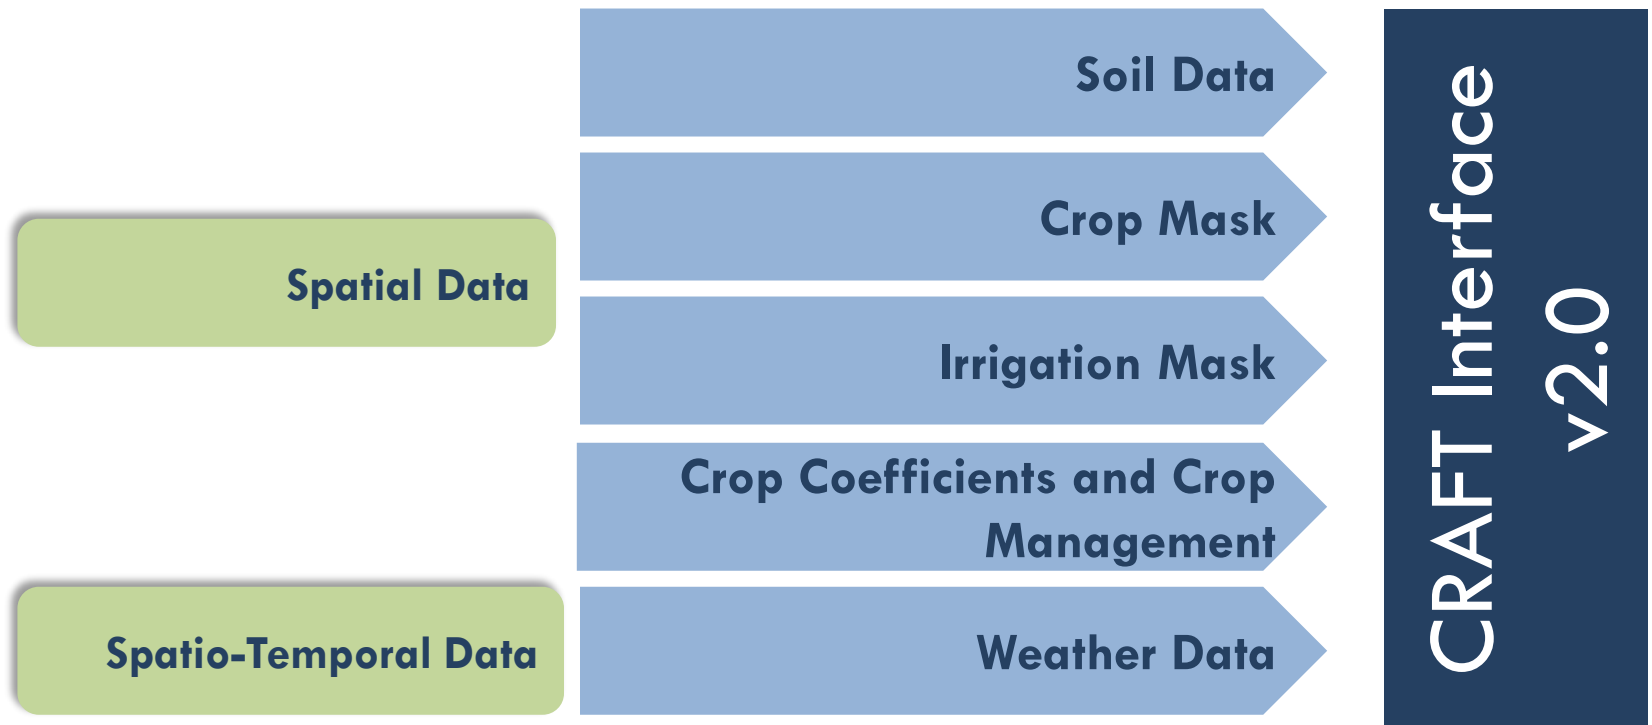 Soil Data
Crop Mask
Spatial Data
Irrigation Mask
Crop Coefficients and Crop
Management
Spatio-Temporal Data
Weather Data
CRAFT Interface
v2.0